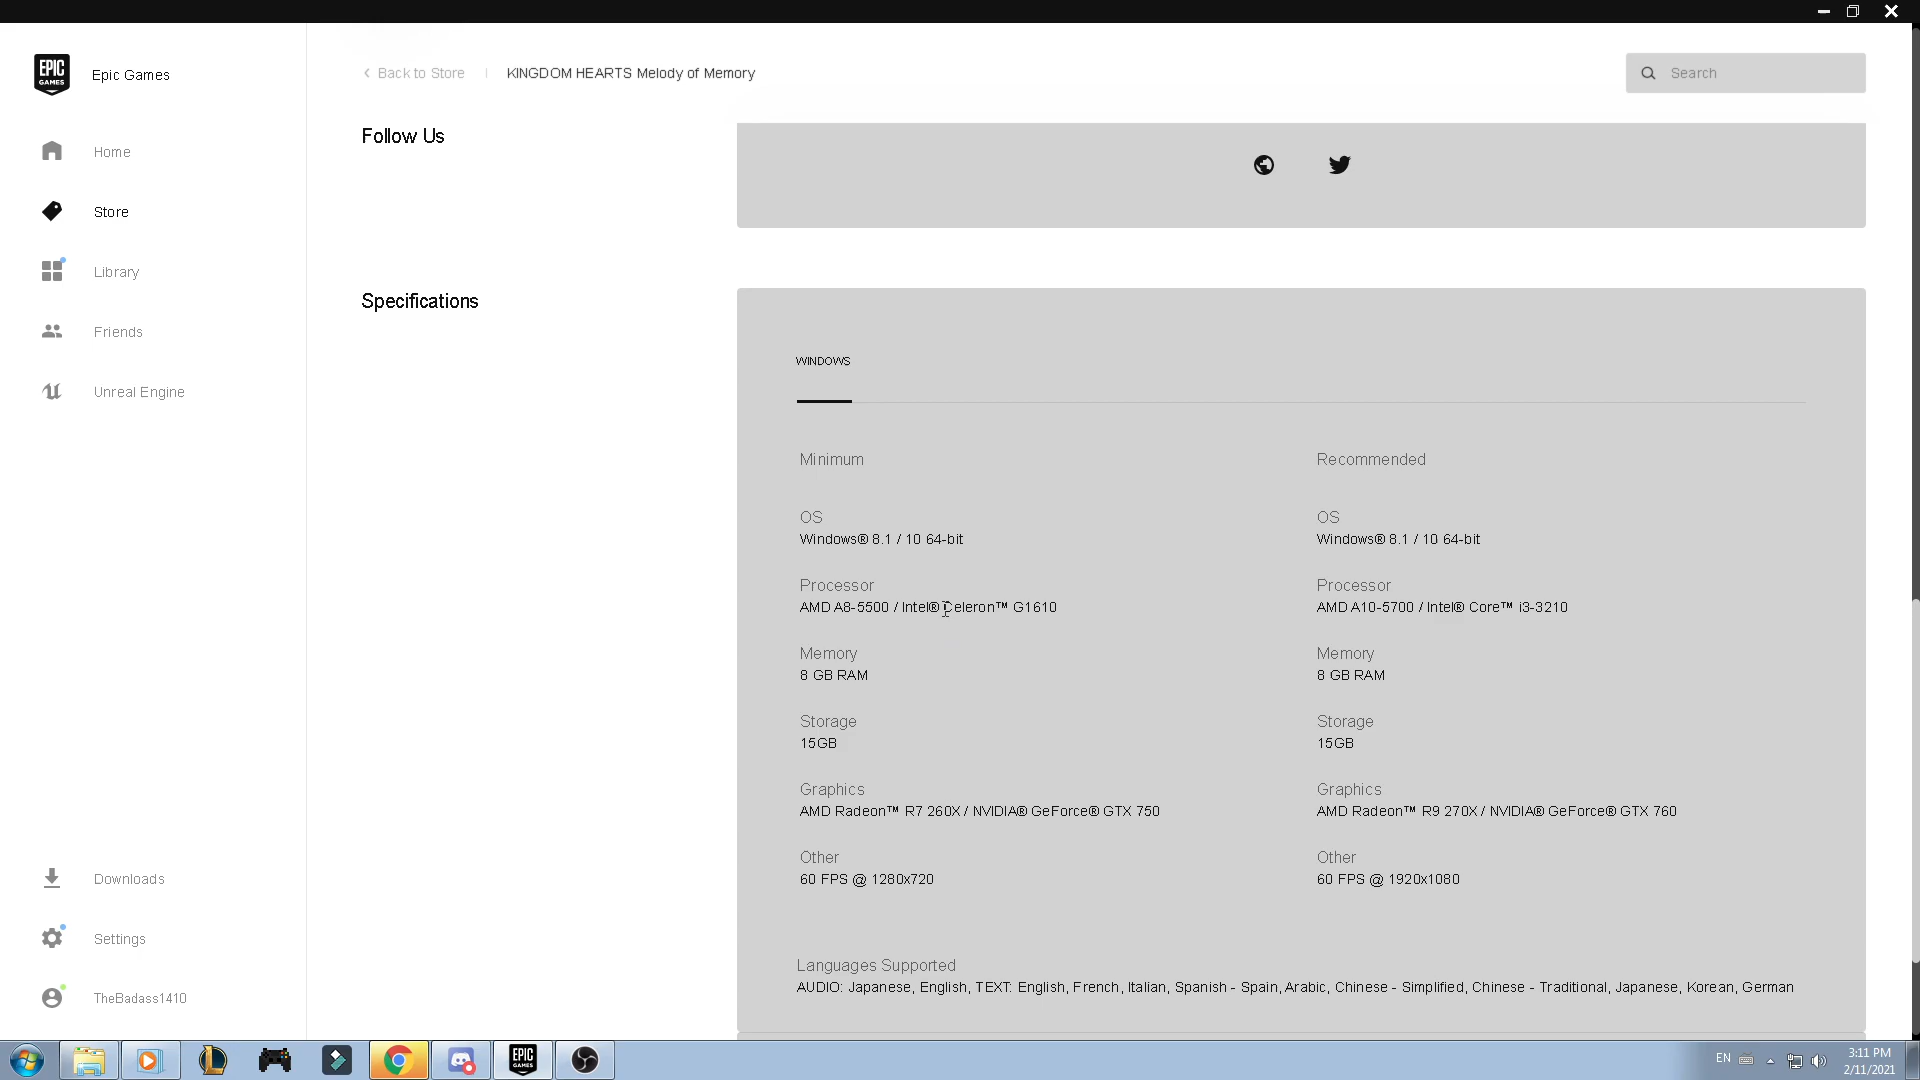 EPIC GAMES
Epic Games
Back to Store
KINGDOM HEARTS Melody of Memory
Search
Home
Store
Library
Friends
Unreal Engine
Downloads
Settings
TheBadass1410
Follow Us
Specifications
WINDOWS
Minimum
Recommended
OS
OS
Windows® 8.1 / 10 64-bit
Windows® 8.1 / 10 64-bit
Processor
Processor
AMD A8-5500 / Intel® Celeron™ G1610
AMD A10-5700 / Intel® Core™ i3-3210
Memory
Memory
8 GB RAM
8 GB RAM
Storage
Storage
15GB
15GB
Graphics
Graphics
AMD Radeon™ R7 260X / NVIDIA® GeForce® GTX 750
AMD Radeon™ R9 270X / NVIDIA® GeForce® GTX 760
Other
Other
60 FPS @ 1280x720
60 FPS @ 1920x1080
Languages Supported
AUDIO: Japanese, English, TEXT: English, French, Italian, Spanish - Spain, Arabic, Chinese - Simplified, Chinese - Traditional, Japanese, Korean, German
EPIC GAMES
EN
3:11 PM
2/11/2021